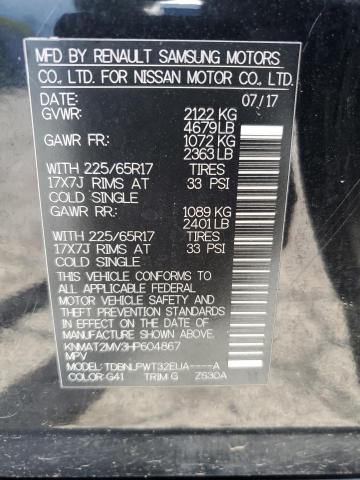 MFD BY RENAULT SAMSUNG MOTORS
CO., LTD. FOR NISSAN MOTOR CO., LTD.
DATE: 07/17
GVWR: 2122 KG
4679 LB
GAWR FR: 1072 KG
2363 LB
WITH 225/65R17 TIRES
17X7J RIMS AT 33 PSI
COLD SINGLE
GAWR RR: 1089 KG
2401 LB
WITH 225/65R17 TIRES
17X7J RIMS AT 33 PSI
COLD SINGLE
THIS VEHICLE CONFORMS TO
ALL APPLICABLE FEDERAL
MOTOR VEHICLE SAFETY AND
THEFT PREVENTION STANDARDS
IN EFFECT ON THE DATE OF
MANUFACTURE SHOWN ABOVE.
KNMAT2MV3HP604867
MPV
MODEL: TDBNLPWT32EUA----A
COLOR: G41 TRIM G